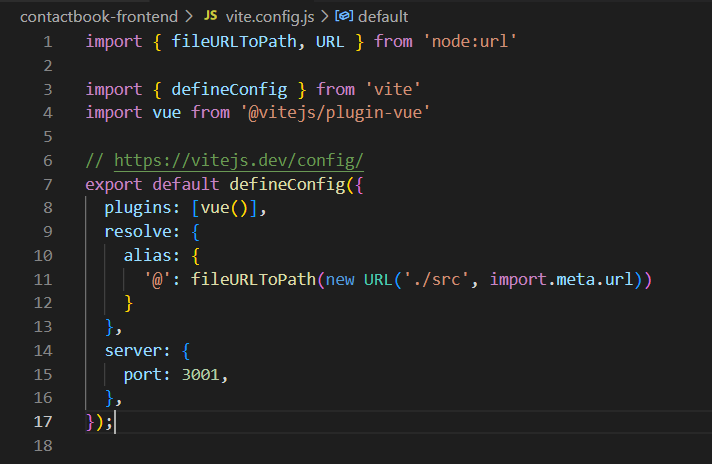 contactbook-frontend > JS vite.config.js > default
1 import { fileURLToPath, URL } from 'node:url'
2
3 import { defineConfig } from 'vite'
4 import vue from '@vitejs/plugin-vue'
5
6 // https://vitejs.dev/config/
7 export default defineConfig({
8   plugins: [vue()],
9   resolve: {
10     alias: {
11       '@': fileURLToPath(new URL('./src', import.meta.url))
12     }
13   },
14   server: {
15     port: 3001,
16   },
17 });
18